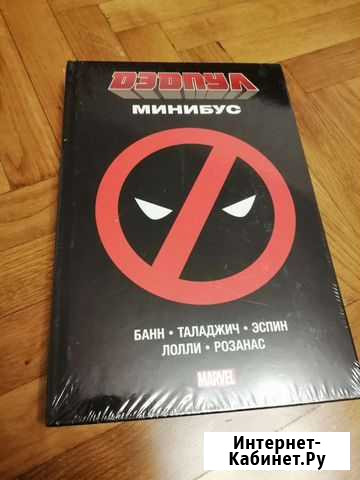 ДЭДПУЛ
МИНИБУС
БАНН • ТАЛАДЖИЧ • ЭСПИН
ЛОЛЛИ • РОЗАНАС
MARVEL
Интернет-
Кабинет.Ру